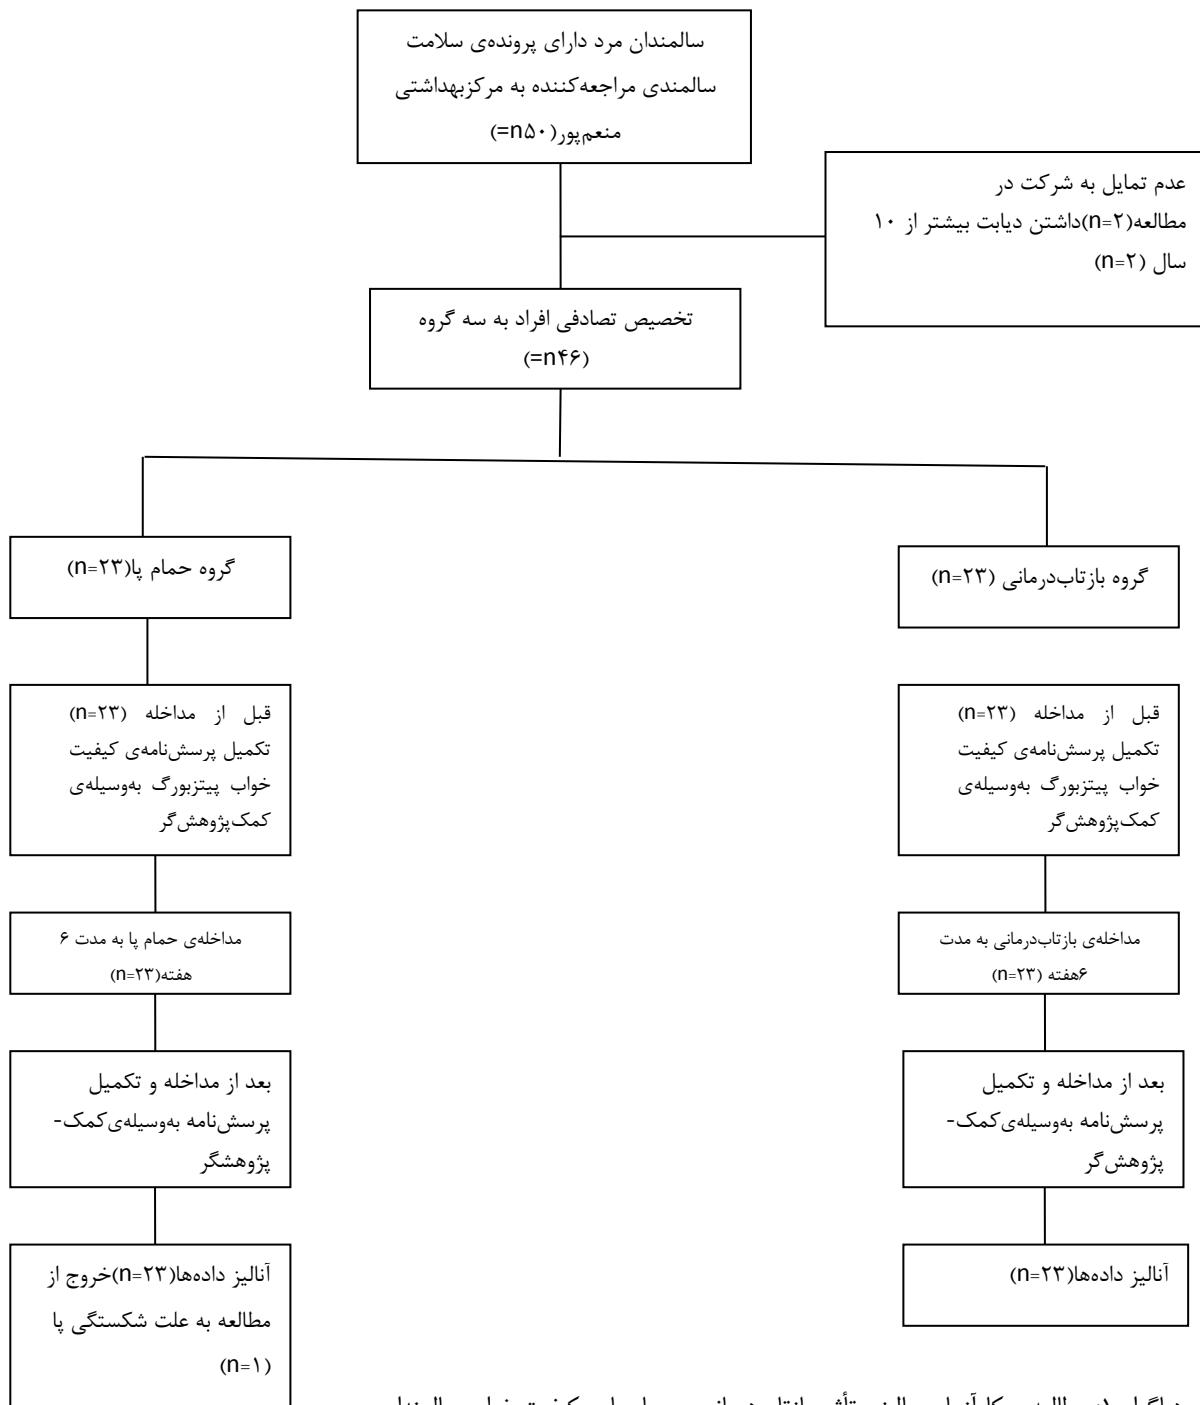 سالمندان مرد دارای پرونده‌ی سلامت
سالمندی مراجعه‌کننده به مرکزبهداشتی
منعم‌پور(n۵۰=)
عدم تمایل به شرکت در
مطالعه(n=۲)داشتن دیابت بیشتر از ۱۰
سال (n=۲)
تخصیص تصادفی افراد به سه گروه
(n۴۶=)
گروه بازتاب‌درمانی (n=۲۳)
گروه حمام پا(n=۲۳)
قبل از مداخله (n=۲۳)
تکمیل پرسش‌نامه‌ی کیفیت
خواب پیتزبورگ به‌وسیله‌ی
کمک‌پژوهش‌گر
قبل از مداخله (n=۲۳)
تکمیل پرسش‌نامه‌ی کیفیت
خواب پیتزبورگ به‌وسیله‌ی
کمک‌پژوهش‌گر
مداخله‌ی بازتاب‌درمانی به مدت
۶هفته (n=۲۳)
مداخله‌ی حمام پا به مدت ۶
هفته(n=۲۳)
بعد از مداخله و تکمیل
پرسش‌نامه به‌وسیله‌ی کمک-
پژوهش‌گر
بعد از مداخله و تکمیل
پرسش‌نامه به‌وسیله‌ی کمک-
پژوهشگر
آنالیز داده‌ها(n=۲۳)
آنالیز داده‌ها(n=۲۳)خروج از
مطالعه به علت شکستگی پا
(n=۱)